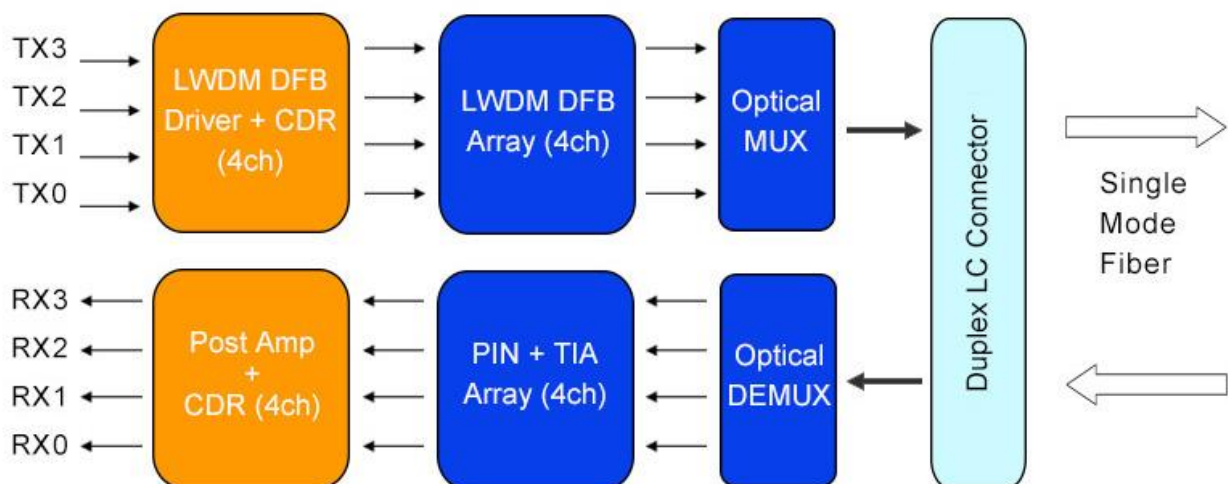 TX3
TX2
TX1
TX0
LWDM DFB
Driver + CDR
(4ch)
LWDM DFB
Array (4ch)
Optical
MUX
Duplex LC Connector
Single
Mode
Fiber
RX3
RX2
RX1
RX0
Post Amp
+
CDR (4ch)
PIN + TIA
Array (4ch)
Optical
DEMUX